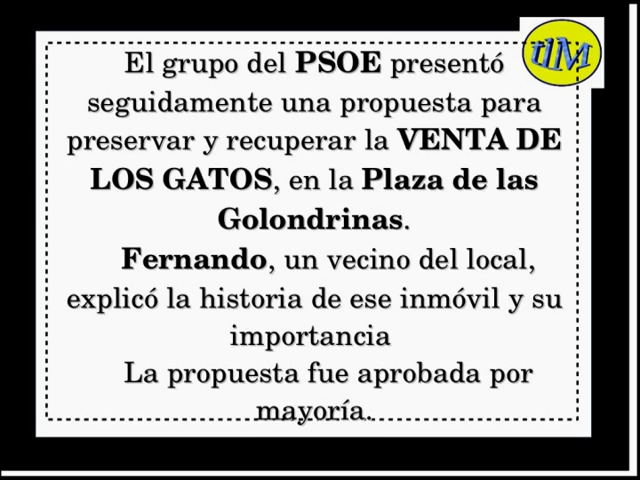 El grupo del PSOE presentó
seguidamente una propuesta para
preservar y recuperar la VENTA DE
LOS GATOS, en la Plaza de las
Golondrinas.
Fernando, un vecino del local,
explicó la historia de ese inmóvil y su
importancia
La propuesta fue aprobada por
mayoría.